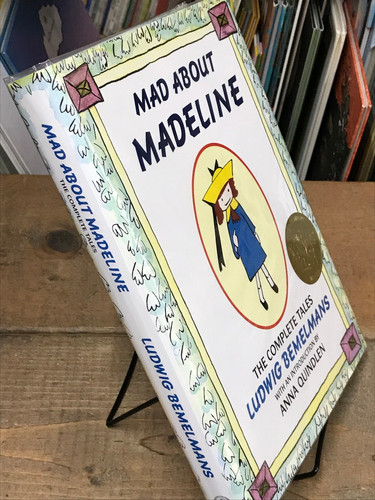 MAD ABOUT
MADELINE
THE COMPLETE TALES
LUDWIG BEMELMANS
WITH AN INTRODUCTION BY
ANNA QUINDLEN
MAD ABOUT MADELINE
THE COMPLETE TALES
LUDWIG BEMELMANS